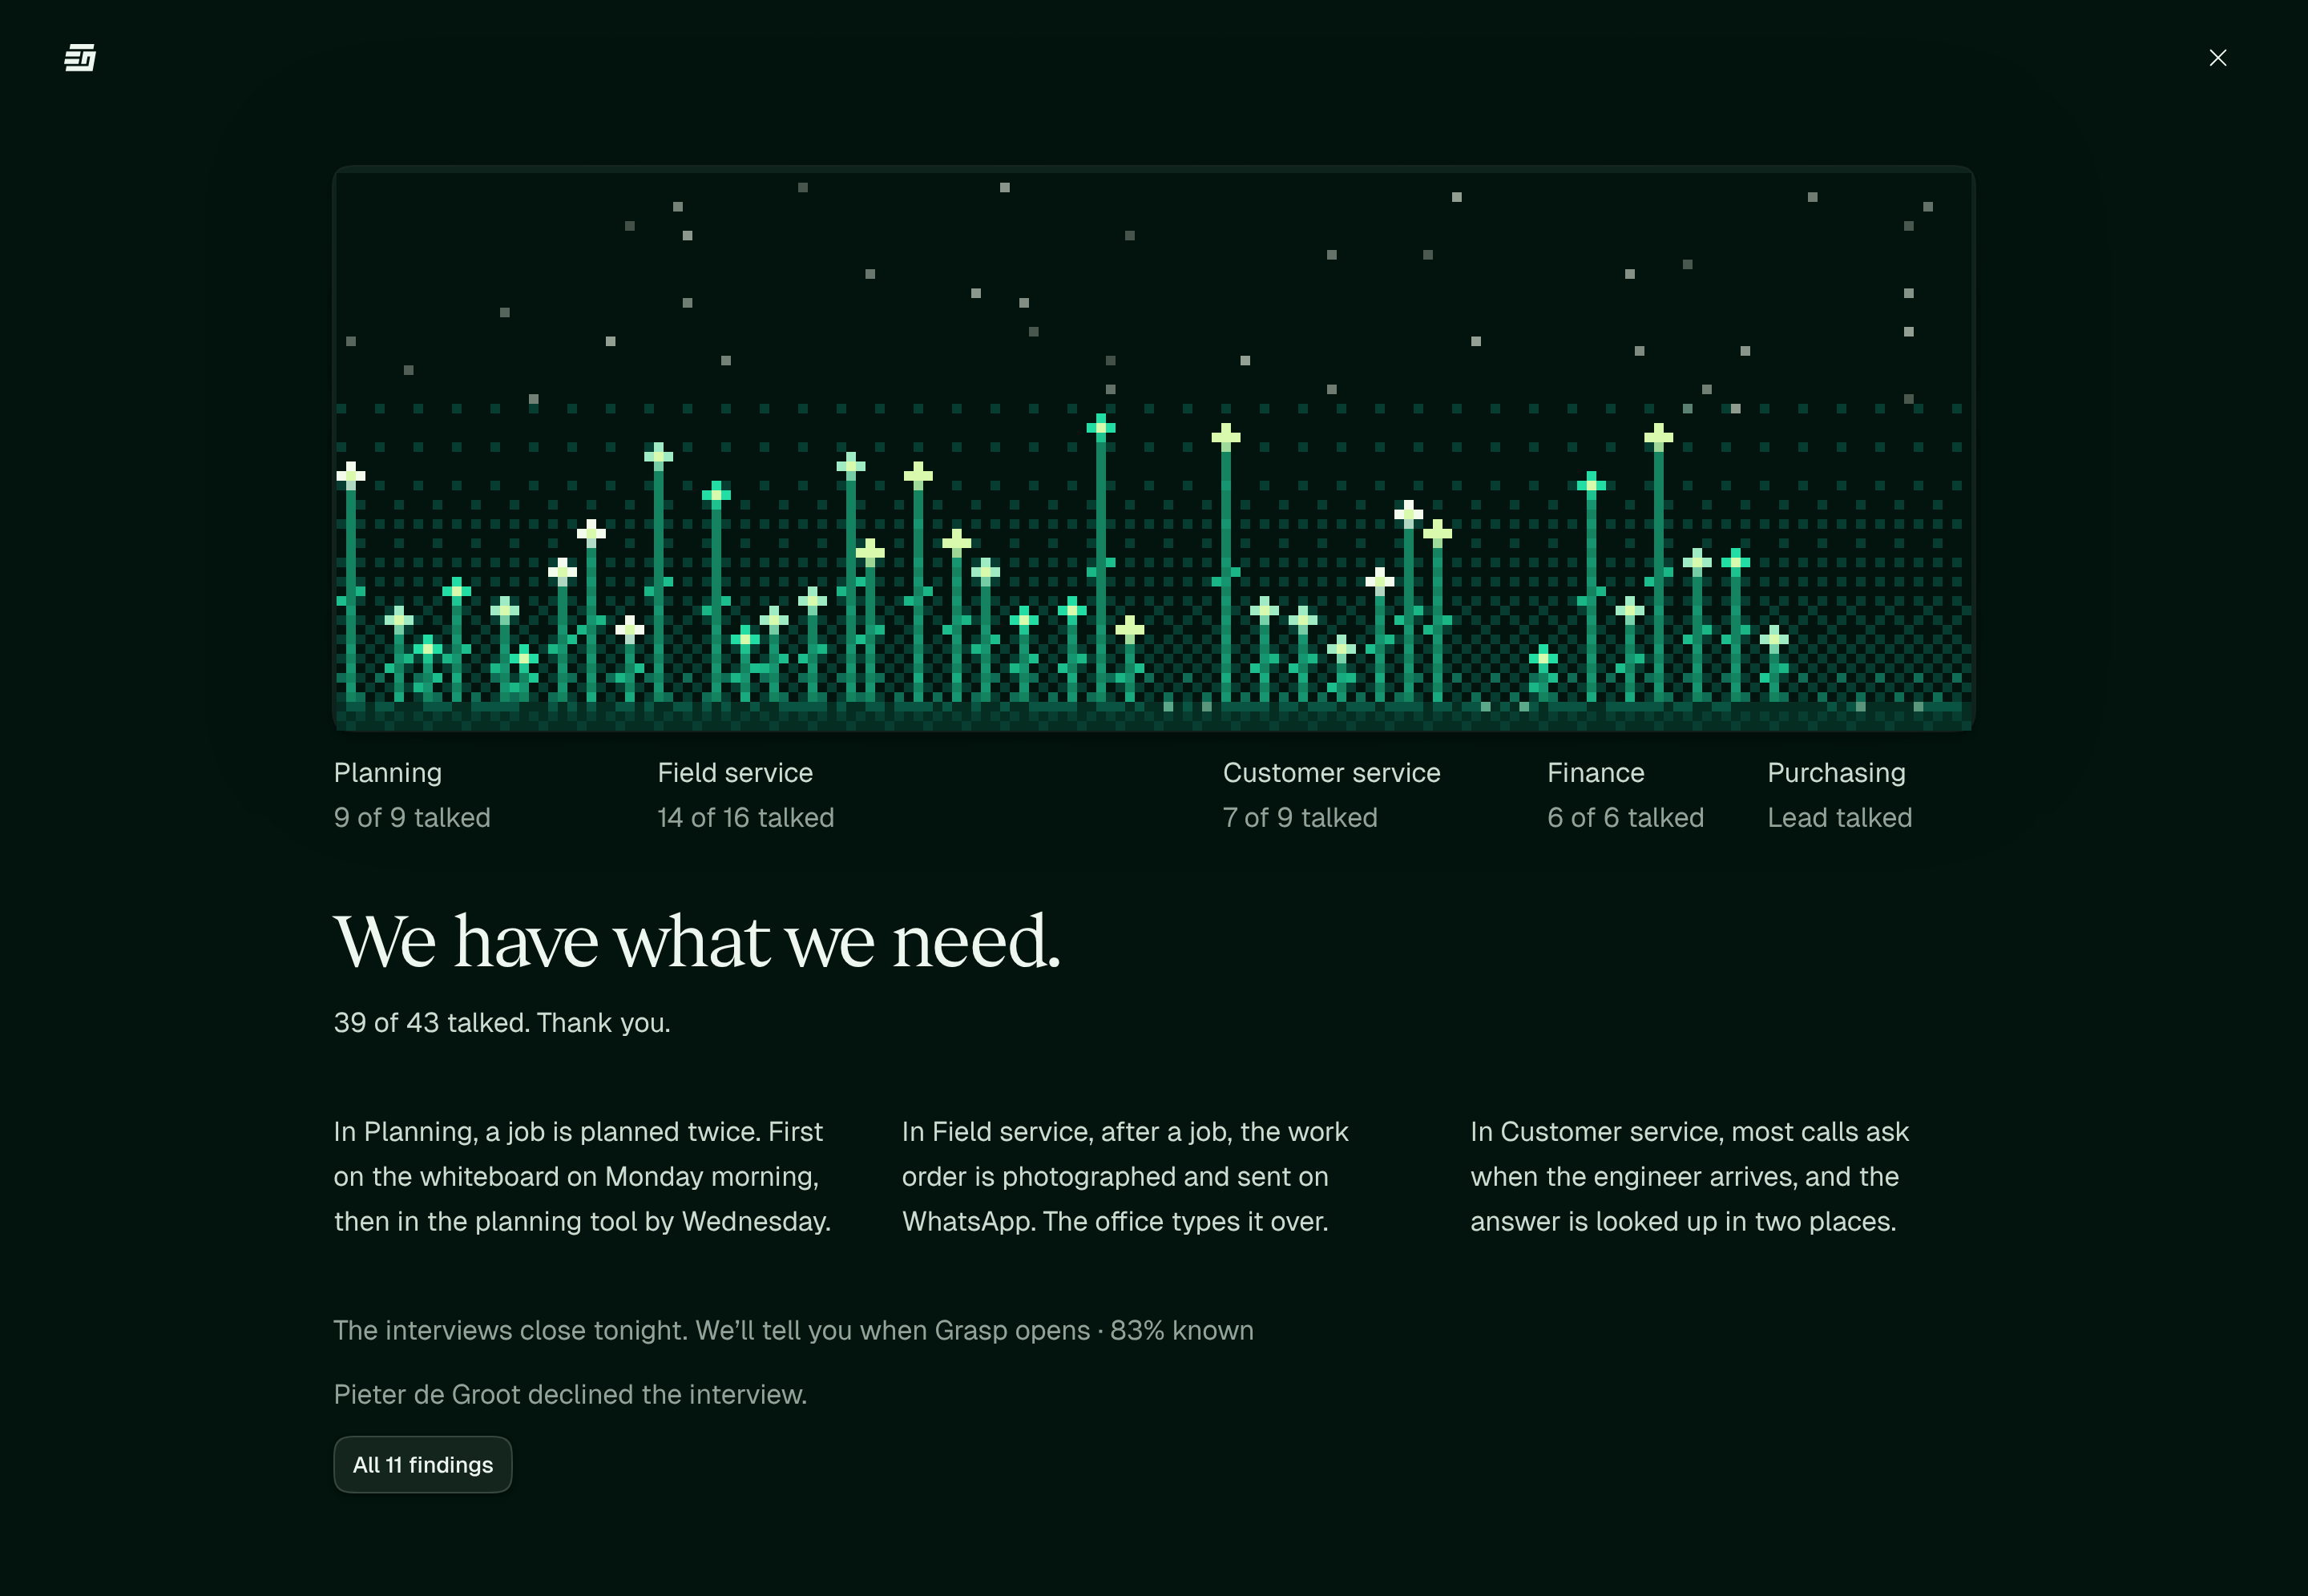 Planning
9 of 9 talked
Field service
14 of 16 talked
Customer service
7 of 9 talked
Finance
6 of 6 talked
Purchasing
Lead talked
We have what we need.
39 of 43 talked. Thank you.
In Planning, a job is planned twice. First
on the whiteboard on Monday morning,
then in the planning tool by Wednesday.
In Field service, after a job, the work
order is photographed and sent on
WhatsApp. The office types it over.
In Customer service, most calls ask
when the engineer arrives, and the
answer is looked up in two places.
The interviews close tonight. We’ll tell you when Grasp opens · 83% known
Pieter de Groot declined the interview.
All 11 findings